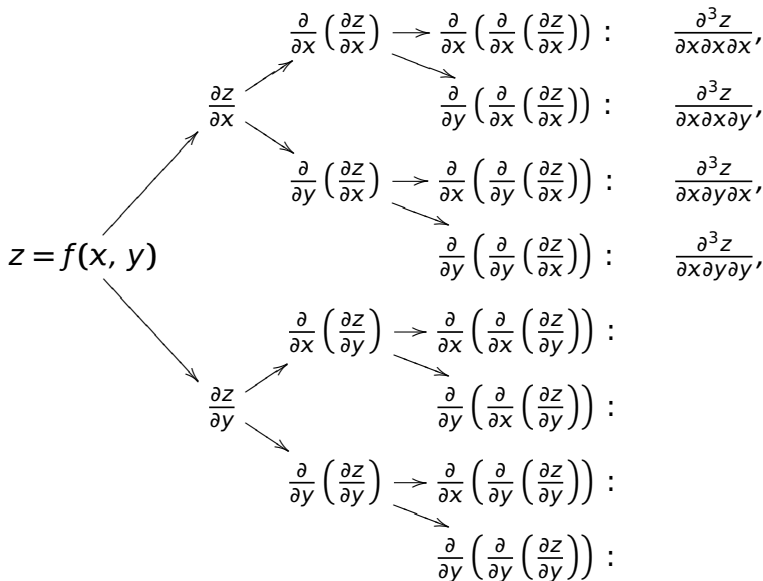 ∂/∂x (∂z/∂x) → ∂/∂x (∂/∂x (∂z/∂x)) : ∂³z/∂x∂x∂x,
∂/∂y (∂/∂x (∂z/∂x)) : ∂³z/∂x∂x∂y,
∂z/∂x
∂/∂y (∂z/∂x) → ∂/∂x (∂/∂y (∂z/∂x)) : ∂³z/∂x∂y∂x,
z = f(x, y)
∂/∂y (∂/∂y (∂z/∂x)) : ∂³z/∂x∂y∂y,
∂/∂x (∂z/∂y) → ∂/∂x (∂/∂x (∂z/∂y)) :
∂z/∂y
∂/∂y (∂/∂x (∂z/∂y)) :
∂/∂y (∂z/∂y) → ∂/∂x (∂/∂y (∂z/∂y)) :
∂/∂y (∂/∂y (∂z/∂y)) :